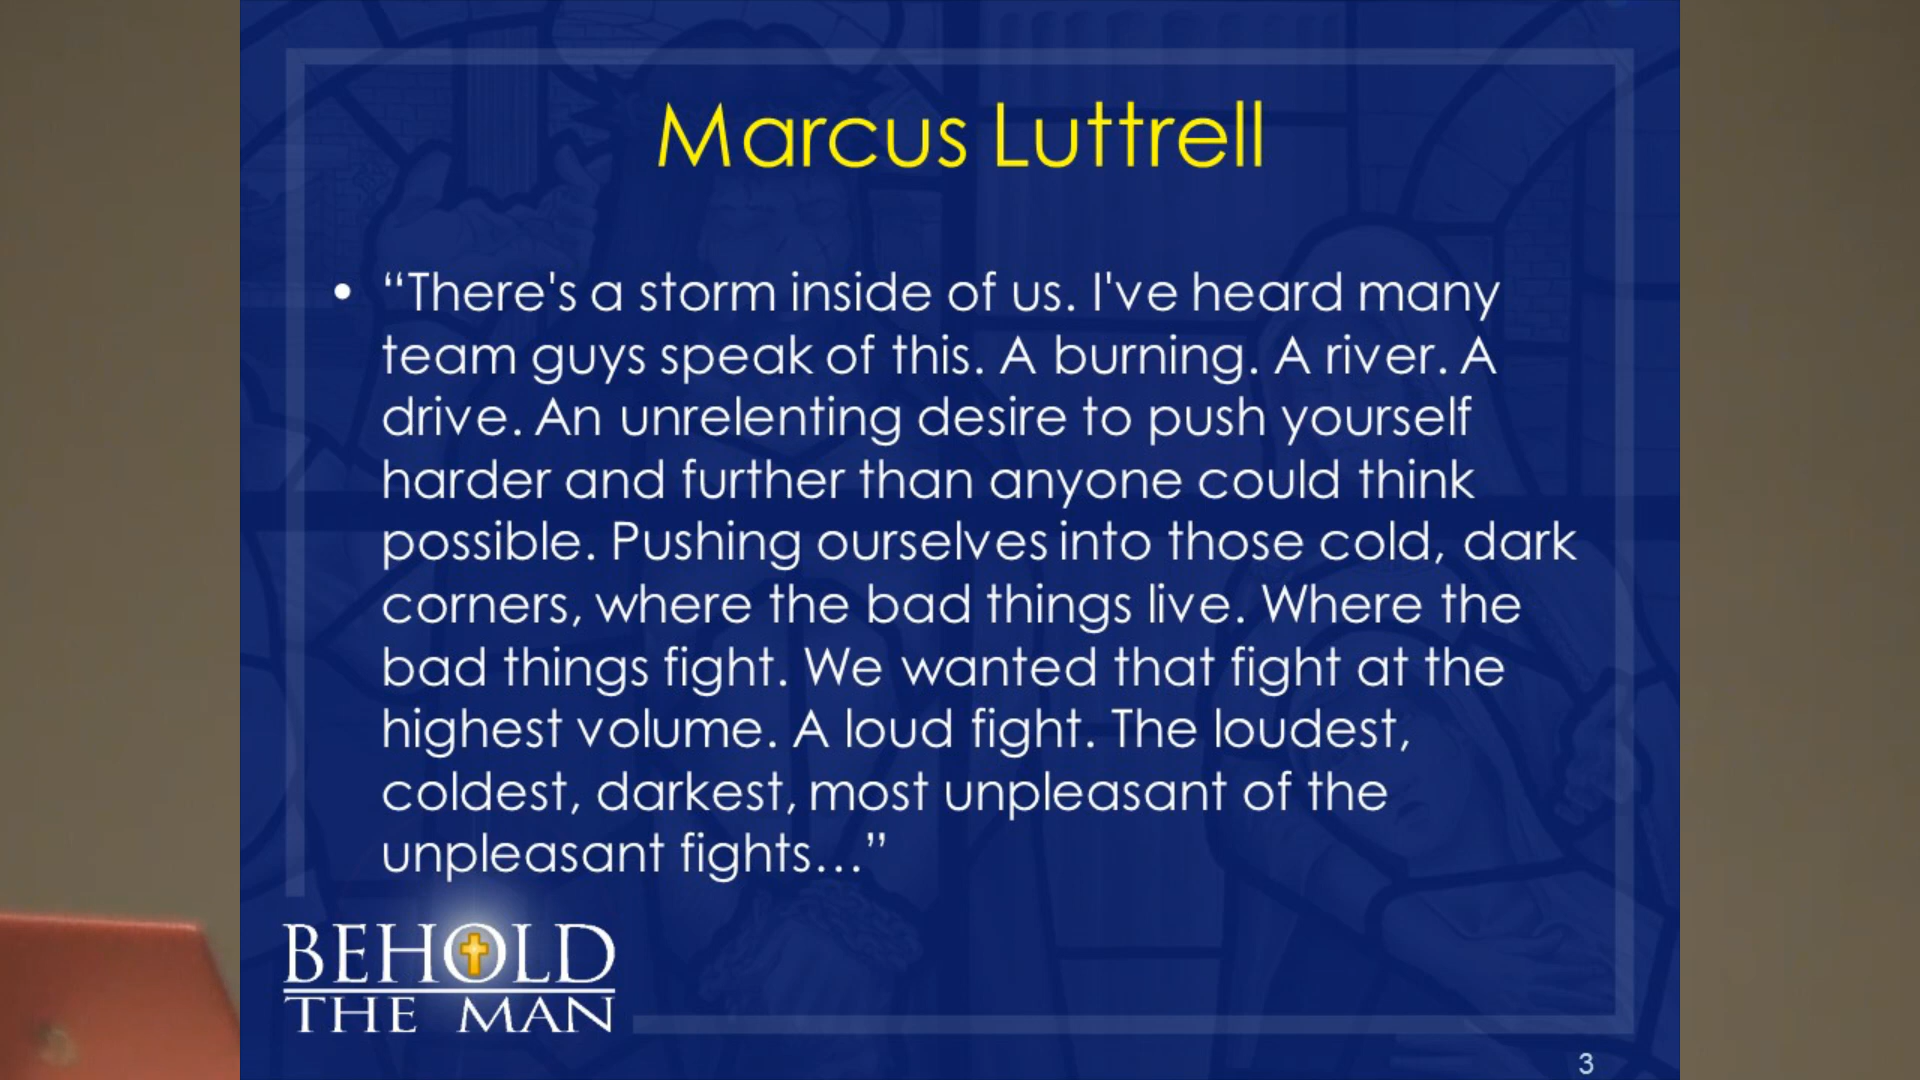 Marcus Luttrell
• “There's a storm inside of us. I've heard many
team guys speak of this. A burning. A river. A
drive. An unrelenting desire to push yourself
harder and further than anyone could think
possible. Pushing ourselves into those cold, dark
corners, where the bad things live. Where the
bad things fight. We wanted that fight at the
highest volume. A loud fight. The loudest,
coldest, darkest, most unpleasant of the
unpleasant fights…”
BEHOLD
THE MAN
3